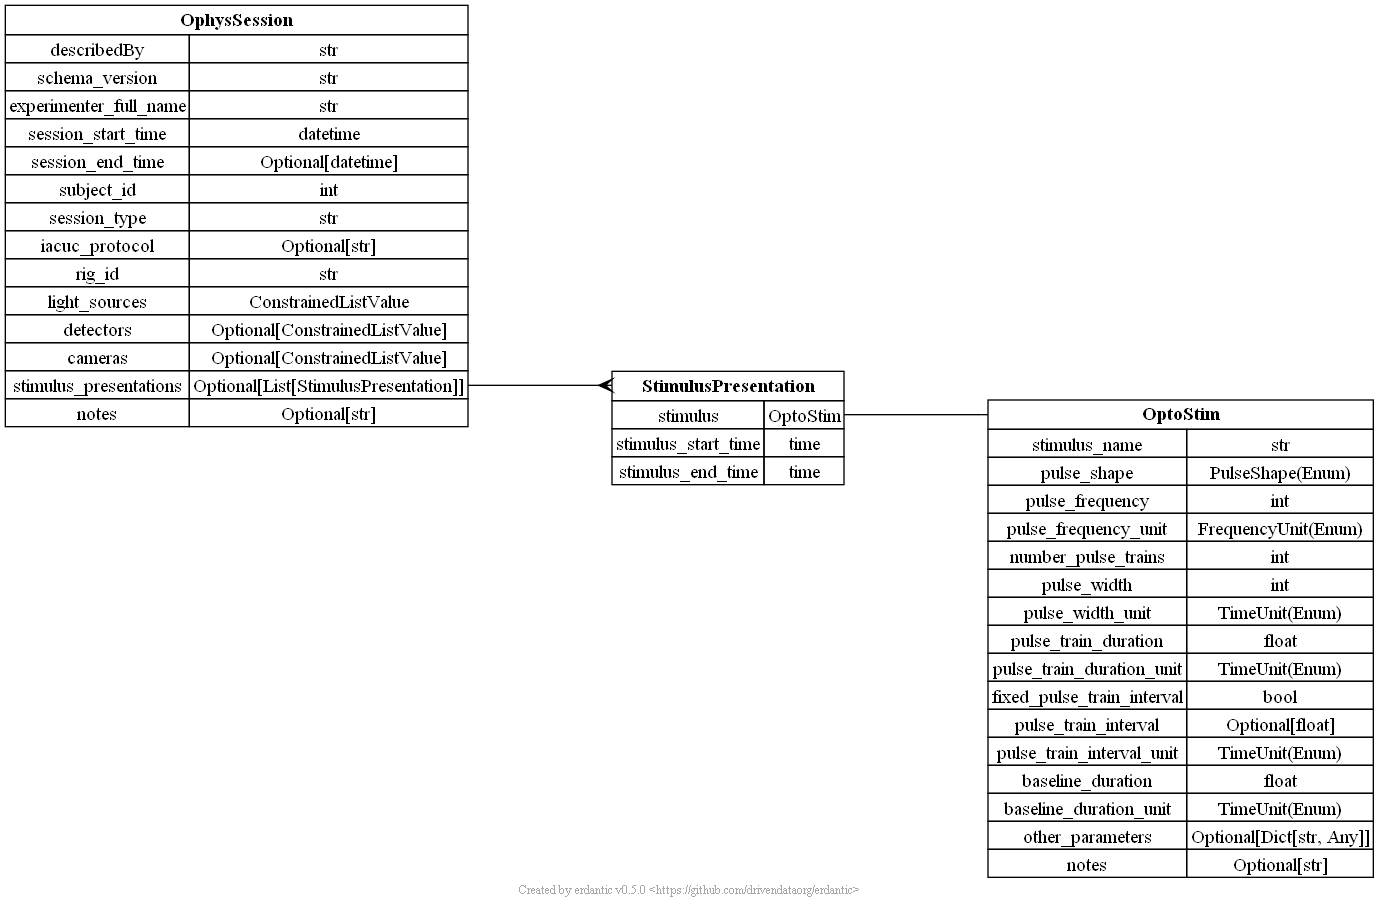 OphysSession
describedBy str
schema_version str
experimenter_full_name str
session_start_time datetime
session_end_time Optional[datetime]
subject_id int
session_type str
iacuc_protocol Optional[str]
rig_id str
light_sources ConstrainedListValue
detectors Optional[ConstrainedListValue]
cameras Optional[ConstrainedListValue]
stimulus_presentations Optional[List[StimulusPresentation]]
notes Optional[str]
StimulusPresentation
stimulus OptoStim
stimulus_start_time time
stimulus_end_time time
OptoStim
stimulus_name str
pulse_shape PulseShape(Enum)
pulse_frequency int
pulse_frequency_unit FrequencyUnit(Enum)
number_pulse_trains int
pulse_width int
pulse_width_unit TimeUnit(Enum)
pulse_train_duration float
pulse_train_duration_unit TimeUnit(Enum)
fixed_pulse_train_interval bool
pulse_train_interval Optional[float]
pulse_train_interval_unit TimeUnit(Enum)
baseline_duration float
baseline_duration_unit TimeUnit(Enum)
other_parameters Optional[Dict[str, Any]]
notes Optional[str]
Created by erdantic v0.5.0 <https://github.com/drivendataorg/erdantic>